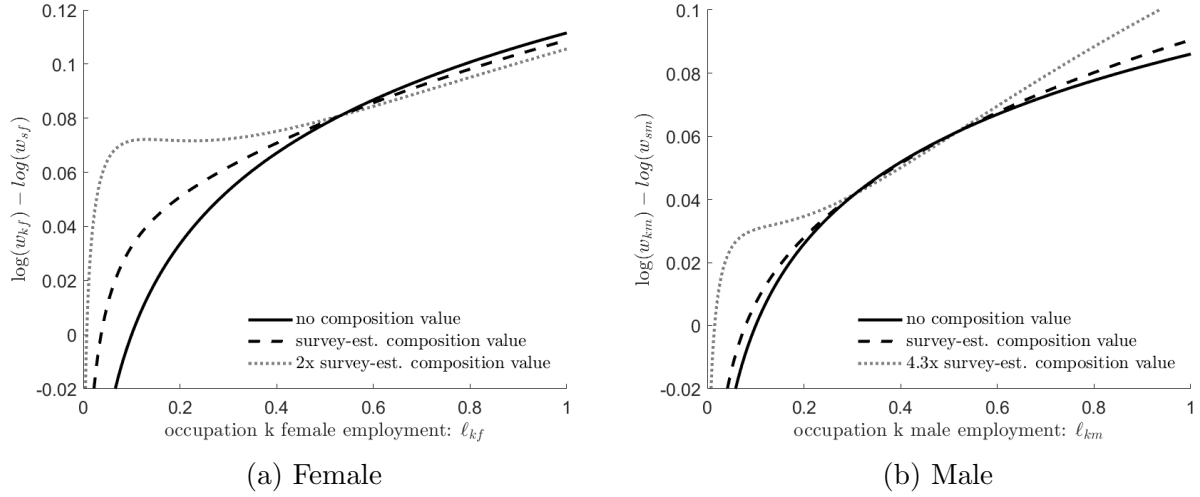 0.12
0.1
0.08
0.06
0.04
0.02
0
-0.02
log(w_{kf}) − log(w_{sf})
no composition value
survey-est. composition value
2x survey-est. composition value
0 0.2 0.4 0.6 0.8 1
occupation k female employment: ℓ_{kf}
(a) Female
0.1
0.08
0.06
0.04
0.02
0
-0.02
log(w_{km}) − log(w_{sm})
no composition value
survey-est. composition value
4.3x survey-est. composition value
0 0.2 0.4 0.6 0.8 1
occupation k male employment: ℓ_{km}
(b) Male